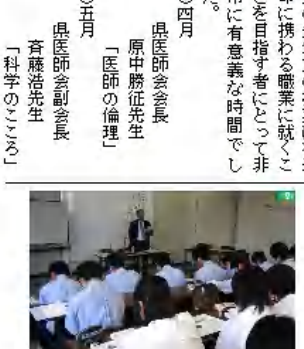 命に携わる職業に就くこ
とを目指す者にとって非
常に有意義な時間でし
た。
○四月
県医師会会長
原中勝征先生
「医師の倫理」
○五月
県医師会副会長
斉藤浩先生
「科学のこころ」